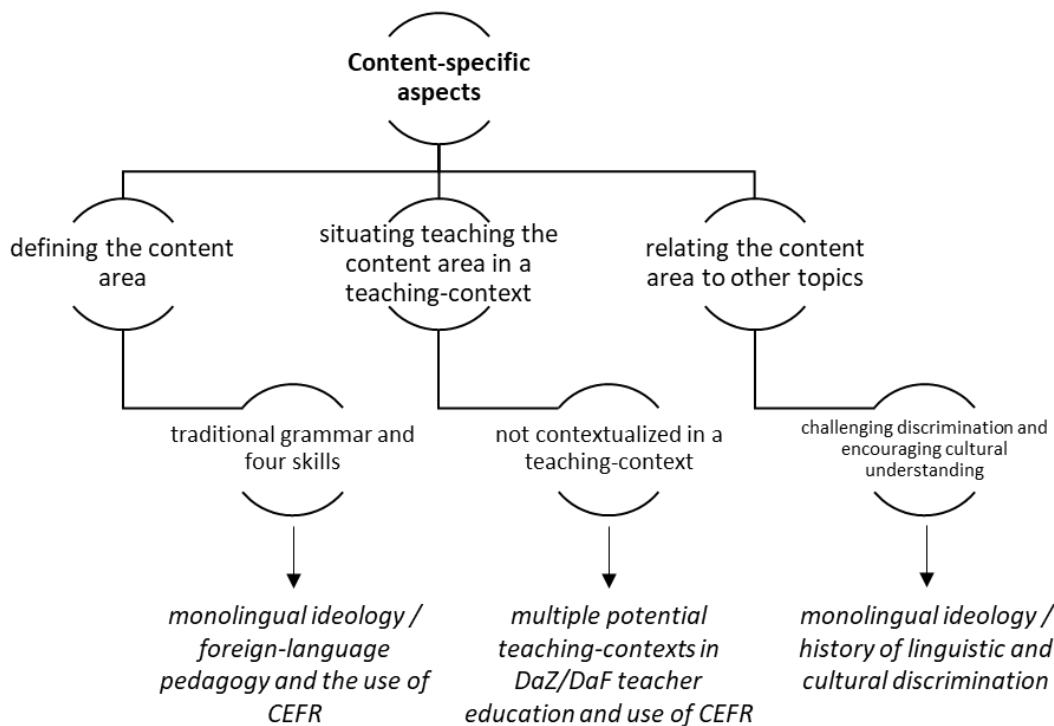 Content-specific
aspects
defining the content
area
situating teaching the
content area in a
teaching-context
relating the content
area to other topics
traditional grammar and
four skills
not contextualized in a
teaching-context
challenging discrimination and
encouraging cultural
understanding
monolingual ideology /
foreign-language
pedagogy and the use of
CEFR
multiple potential
teaching-contexts in
DaZ/DaF teacher
education and use of CEFR
monolingual ideology /
history of linguistic and
cultural discrimination